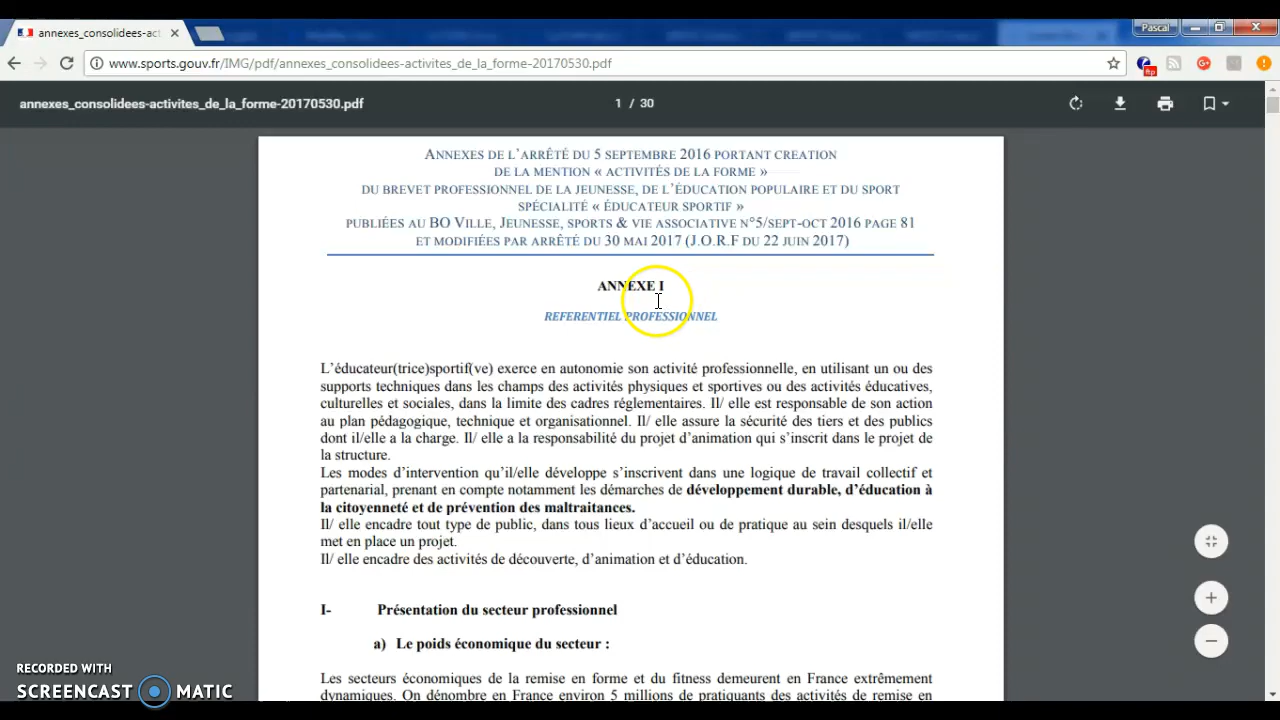 annexes_consolidees-act
Pascal
www.sports.gouv.fr/IMG/pdf/annexes_consolidees-activites_de_la_forme-20170530.pdf
ftp
annexes_consolidees-activites_de_la_forme-20170530.pdf
1 / 30
ANNEXES DE L'ARRÊTÉ DU 5 SEPTEMBRE 2016 PORTANT CREATION
DE LA MENTION « ACTIVITÉS DE LA FORME »
DU BREVET PROFESSIONNEL DE LA JEUNESSE, DE L'ÉDUCATION POPULAIRE ET DU SPORT
SPÉCIALITÉ « ÉDUCATEUR SPORTIF »
PUBLIÉES AU BO VILLE, JEUNESSE, SPORTS & VIE ASSOCIATIVE N°5/SEPT-OCT 2016 PAGE 81
ET MODIFIÉES PAR ARRÊTÉ DU 30 MAI 2017 (J.O.R.F DU 22 JUIN 2017)
ANNEXE I
REFERENTIEL PROFESSIONNEL
L'éducateur(trice)sportif(ve) exerce en autonomie son activité professionnelle, en utilisant un ou des
supports techniques dans les champs des activités physiques et sportives ou des activités éducatives,
culturelles et sociales, dans la limite des cadres réglementaires. Il/ elle est responsable de son action
au plan pédagogique, technique et organisationnel. Il/ elle assure la sécurité des tiers et des publics
dont il/elle a la charge. Il/ elle a la responsabilité du projet d'animation qui s'inscrit dans le projet de
la structure.
Les modes d'intervention qu'il/elle développe s'inscrivent dans une logique de travail collectif et
partenarial, prenant en compte notamment les démarches de développement durable, d'éducation à
la citoyenneté et de prévention des maltraitances.
Il/ elle encadre tout type de public, dans tous lieux d'accueil ou de pratique au sein desquels il/elle
met en place un projet.
Il/ elle encadre des activités de découverte, d'animation et d'éducation.
I- Présentation du secteur professionnel
a) Le poids économique du secteur :
Les secteurs économiques de la remise en forme et du fitness demeurent en France extrêmement
dynamiques. On dénombre en France environ 5 millions de pratiquants des activités de remise en
RECORDED WITH
SCREENCAST MATIC